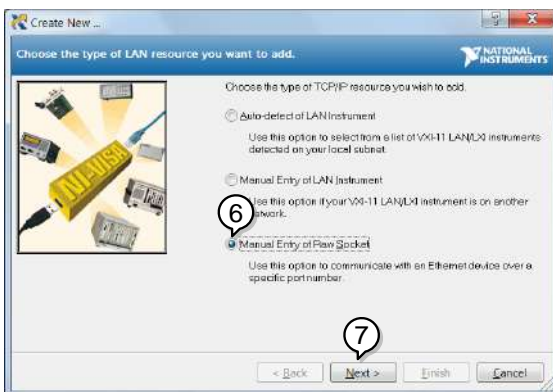 Create New ...
Choose the type of LAN resource you want to add.
NATIONAL
INSTRUMENTS
Choose the type of TCP/IP resource you wish to add.
Auto-detect of LAN Instrument
Use this option to select from a list of VXI-11 LAN/LXI instruments
detected on your local subnet.
Manual Entry of LAN Instrument
Use this option if your VXI-11 LAN/LXI instrument is on another
network.
6
Manual Entry of Raw Socket
Use this option to communicate with an Ethernet device over a
specific port number.
NI-VISA
7
< Back
Next >
Finish
Cancel